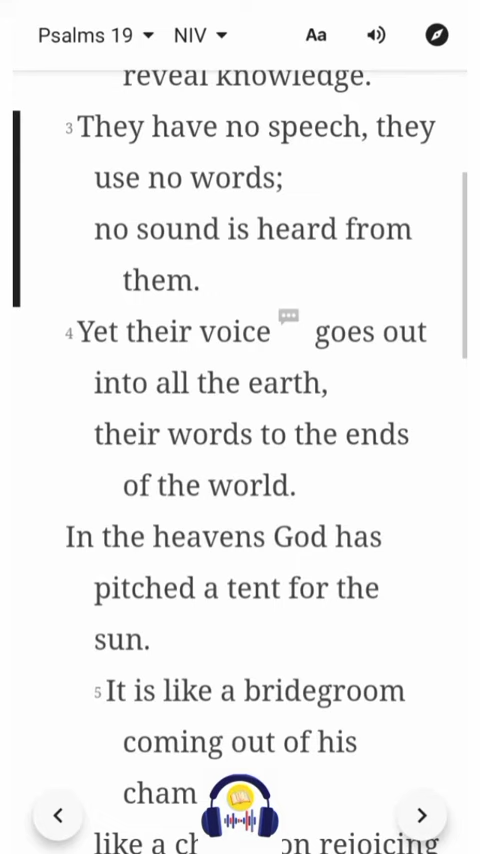 Psalms 19 NIV Aa
reveal knowledge.
3 They have no speech, they
use no words;
no sound is heard from
them.
4 Yet their voice goes out
into all the earth,
their words to the ends
of the world.
In the heavens God has
pitched a tent for the
sun.
5 It is like a bridegroom
coming out of his
cham
like a ch on rejoicing